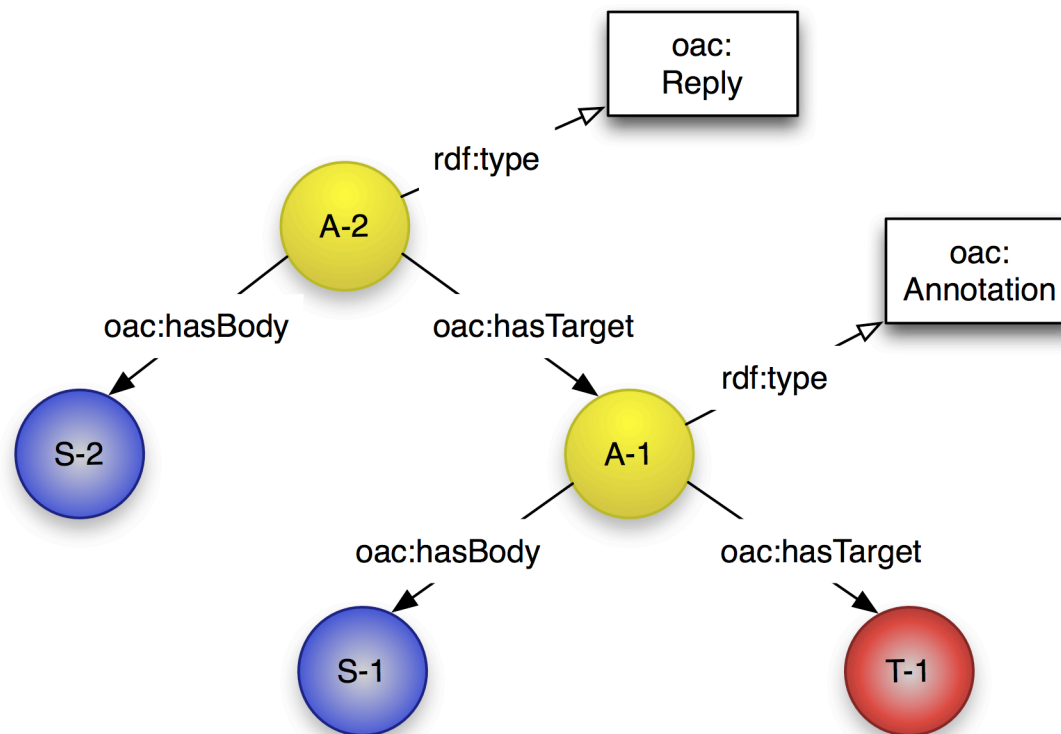 oac:
Reply
rdf:type
A-2
oac:
Annotation
oac:hasBody
oac:hasTarget
rdf:type
S-2
A-1
oac:hasBody
oac:hasTarget
S-1
T-1